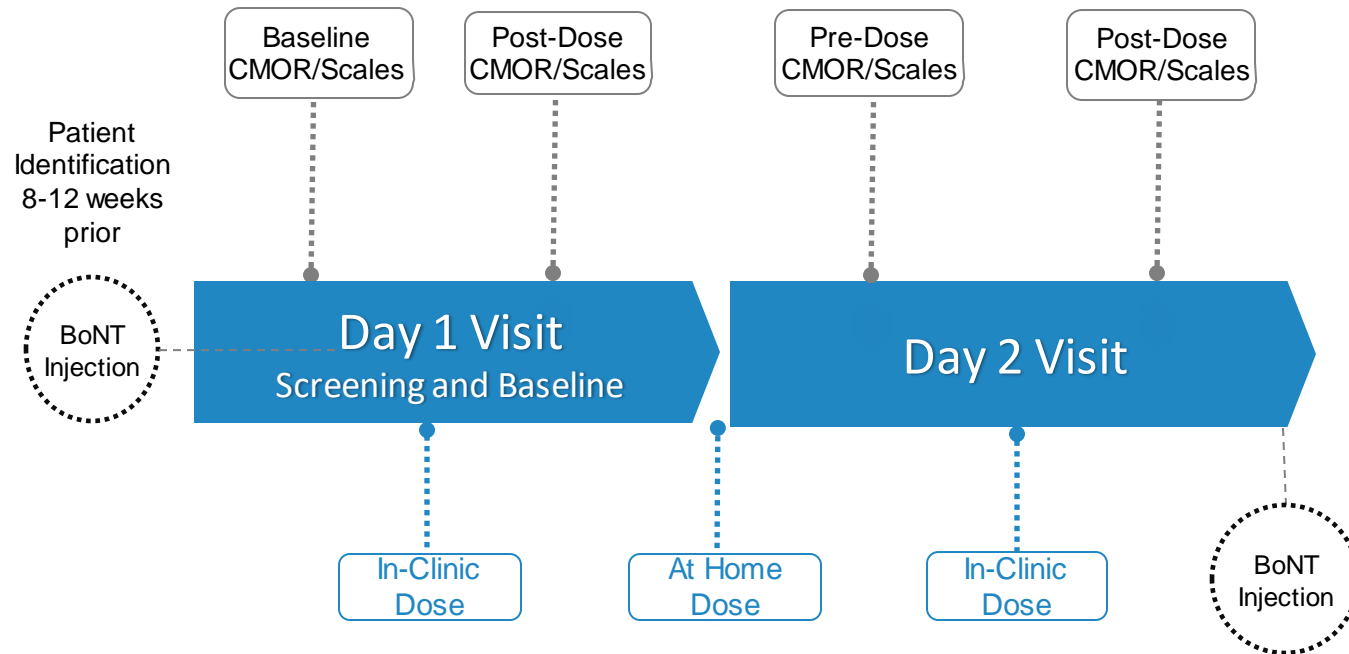 Baseline
CMOR/Scales
Post-Dose
CMOR/Scales
Pre-Dose
CMOR/Scales
Post-Dose
CMOR/Scales
Patient
Identification
8-12 weeks
prior
BoNT
Injection
Day 1 Visit
Screening and Baseline
Day 2 Visit
In-Clinic
Dose
At Home
Dose
In-Clinic
Dose
BoNT
Injection